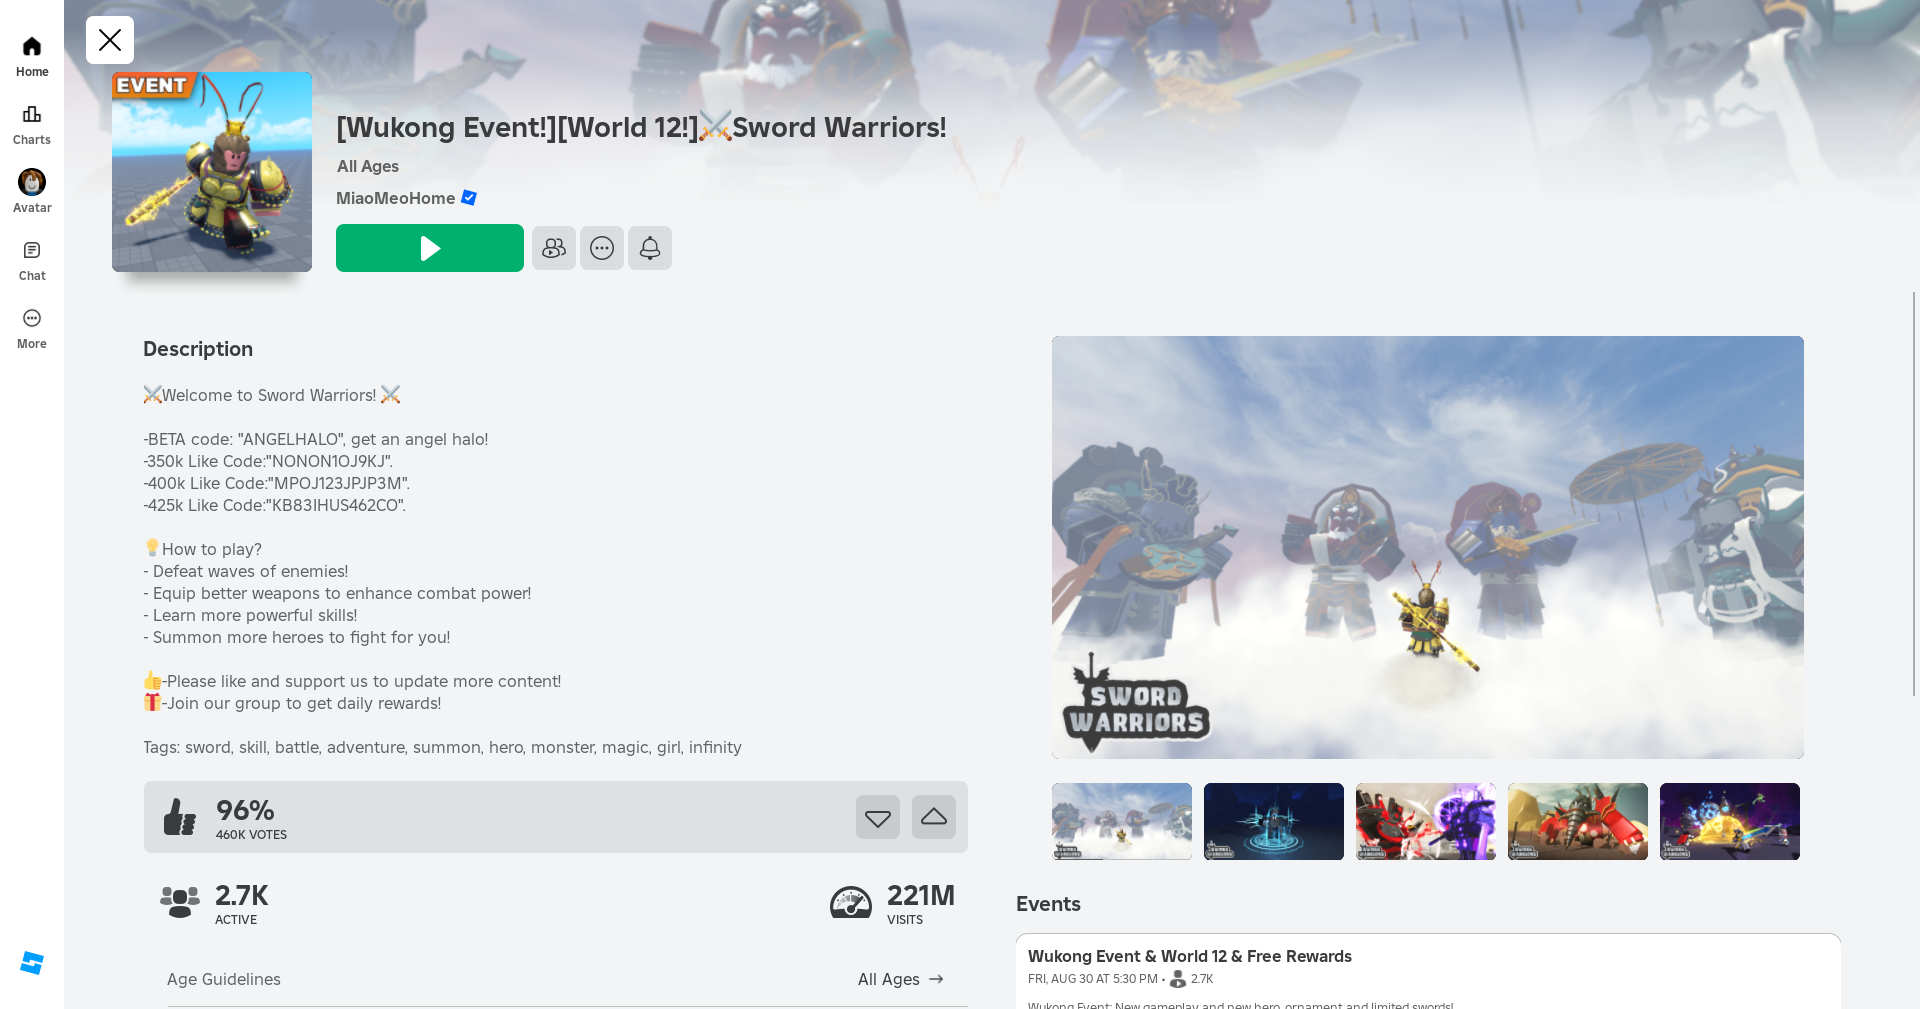 Home
Charts
Avatar
Chat
More
EVENT
[Wukong Event!][World 12!]⚔️Sword Warriors!
All Ages
MiaoMeoHome
Description
⚔️Welcome to Sword Warriors! ⚔️
-BETA code: "ANGELHALO", get an angel halo!
-350k Like Code:"NONON1OJ9KJ".
-400k Like Code:"MPOJ123JPJP3M".
-425k Like Code:"KB83IHUS462CO".
💡How to play?
- Defeat waves of enemies!
- Equip better weapons to enhance combat power!
- Learn more powerful skills!
- Summon more heroes to fight for you!
👍-Please like and support us to update more content!
🎁-Join our group to get daily rewards!
Tags: sword, skill, battle, adventure, summon, hero, monster, magic, girl, infinity
96%
460K VOTES
2.7K
ACTIVE
221M
VISITS
Age Guidelines
All Ages →
SWORD
WARRIORS
Events
Wukong Event & World 12 & Free Rewards
FRI, AUG 30 AT 5:30 PM • 2.7K
Wukong Event: New gameplay and new hero, ornament and limited swords!